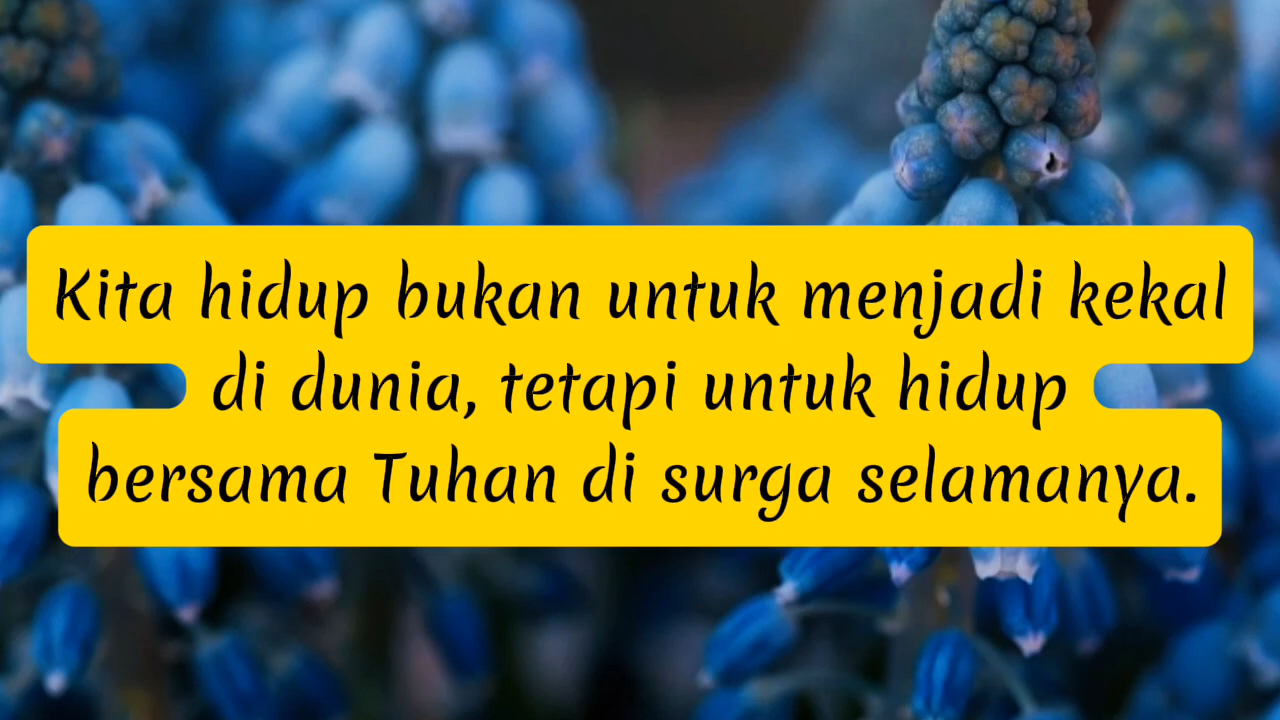 Kita hidup bukan untuk menjadi kekal
di dunia, tetapi untuk hidup
bersama Tuhan di surga selamanya.